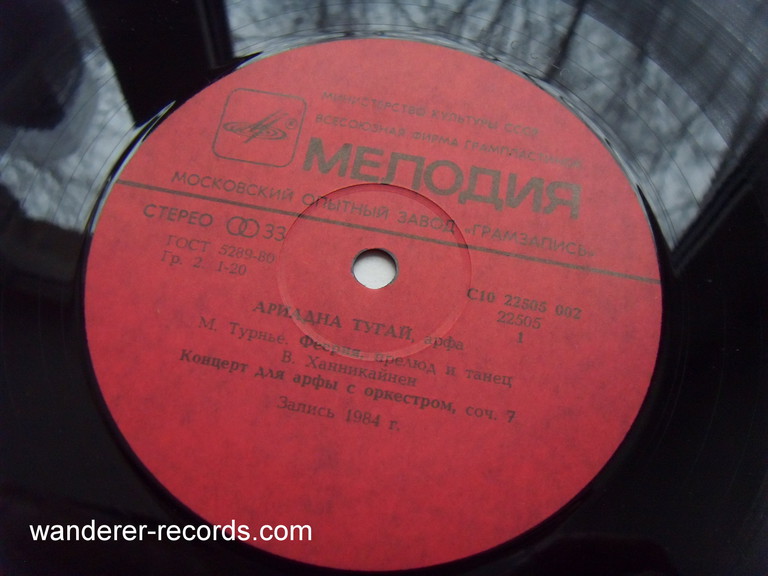 МИНИСТЕРСТВО КУЛЬТУРЫ СССР
ВСЕСОЮЗНАЯ ФИРМА ГРАМПЛАСТИНОК
МЕЛОДИЯ
МОСКОВСКИЙ ОПЫТНЫЙ ЗАВОД «ГРАМЗАПИСЬ»
СТЕРЕО 33
ГОСТ 5289-80
Гр. 2. 1-20
С10 22505 002
22505
1
АРИАДНА ТУГАЙ, арфа
М. Турнье. Феерия, прелюд и танец
В. Ханникайнен
Концерт для арфы с оркестром, соч. 7
Запись 1984 г.
wanderer-records.com